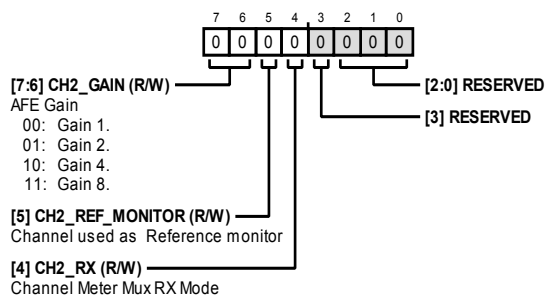 7 6 5 4 3 2 1 0
0 0 0 0 0 0 0 0
[7:6] CH2_GAIN (R/W)
AFE Gain
00: Gain 1.
01: Gain 2.
10: Gain 4.
11: Gain 8.
[5] CH2_REF_MONITOR (R/W)
Channel used as Reference monitor
[4] CH2_RX (R/W)
Channel Meter Mux RX Mode
[2:0] RESERVED
[3] RESERVED